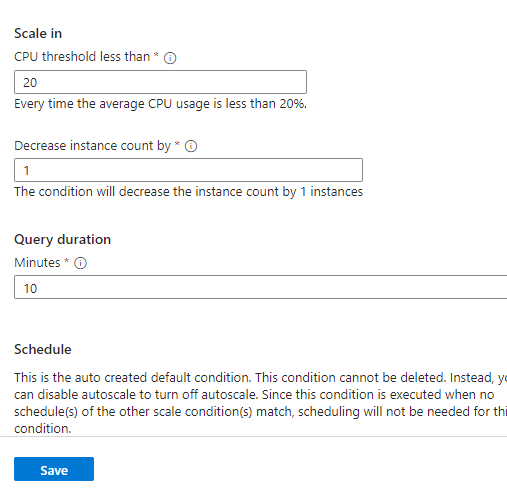 Scale in
CPU threshold less than * ⓘ
20
Every time the average CPU usage is less than 20%.
Decrease instance count by * ⓘ
1
The condition will decrease the instance count by 1 instances
Query duration
Minutes * ⓘ
10
Schedule
This is the auto created default condition. This condition cannot be deleted. Instead,
can disable autoscale to turn off autoscale. Since this condition is executed when no
schedule(s) of the other scale condition(s) match, scheduling will not be needed for
condition.
Save